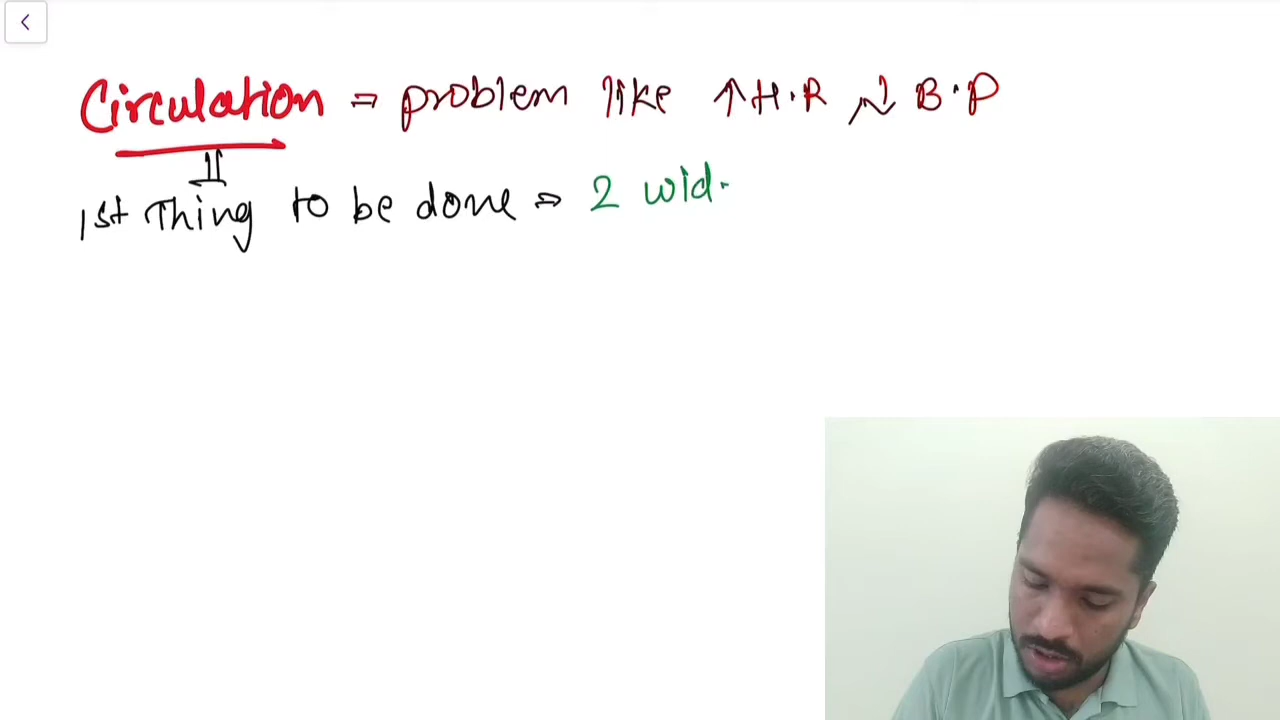 Circulation ⇒ problem like ↑ H.R, ↓ B.P
1st Thing to be done ⇒ 2 wid